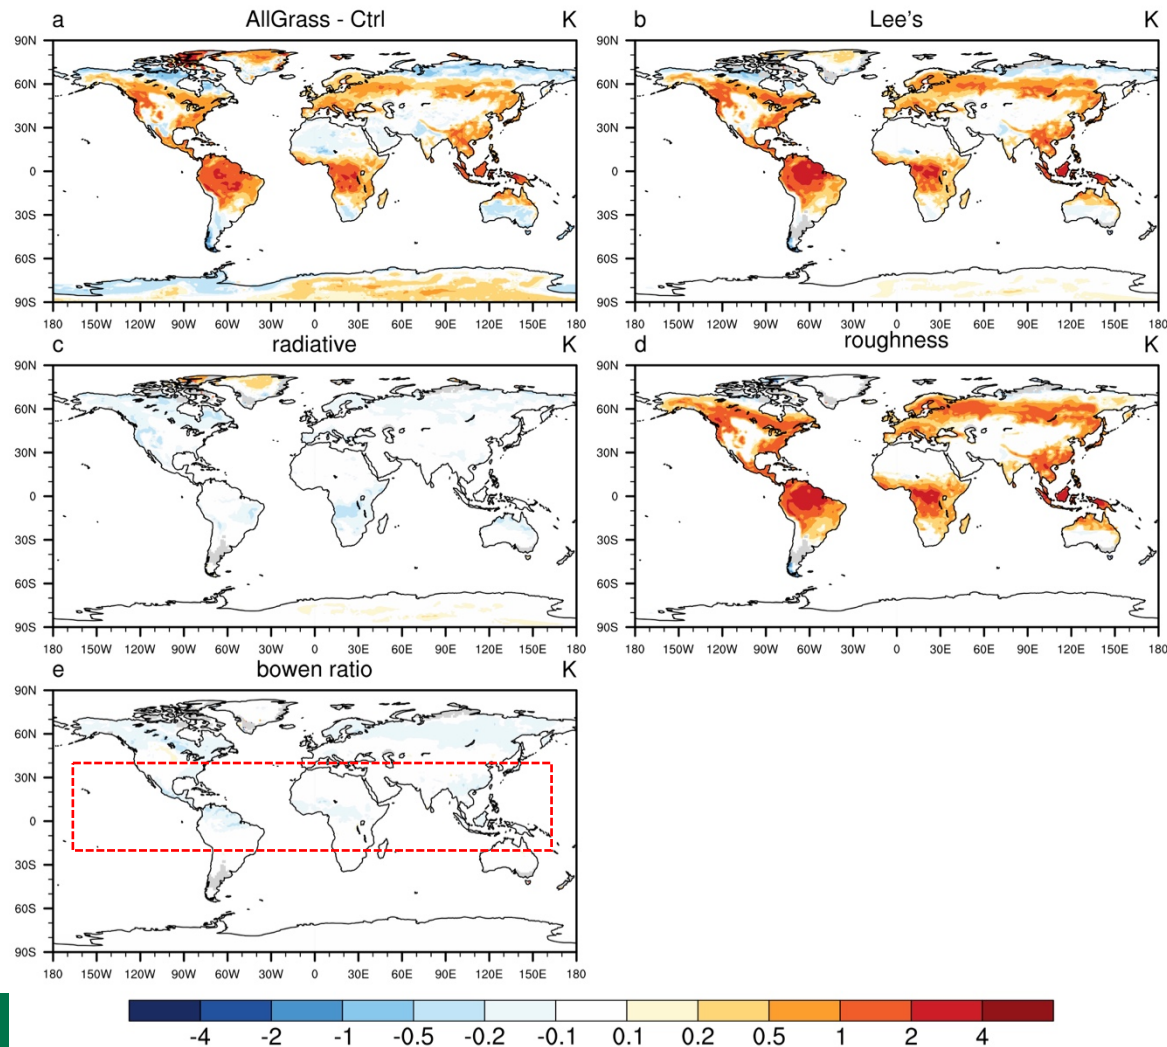 a AllGrass - Ctrl K b Lee's K
90N 90N
60N 60N
30N 30N
0 0
30S 30S
60S 60S
90S 90S
180 150W 120W 90W 60W 30W 0 30E 60E 90E 120E 150E 180 180 150W 120W 90W 60W 30W 0 30E 60E 90E 120E 150E 180
c radiative K d roughness K
90N 90N
60N 60N
30N 30N
0 0
30S 30S
60S 60S
90S 90S
180 150W 120W 90W 60W 30W 0 30E 60E 90E 120E 150E 180 180 150W 120W 90W 60W 30W 0 30E 60E 90E 120E 150E 180
e bowen ratio K
90N
60N
30N
0
30S
60S
90S
180 150W 120W 90W 60W 30W 0 30E 60E 90E 120E 150E 180
-4 -2 -1 -0.5 -0.2 -0.1 0.1 0.2 0.5 1 2 4